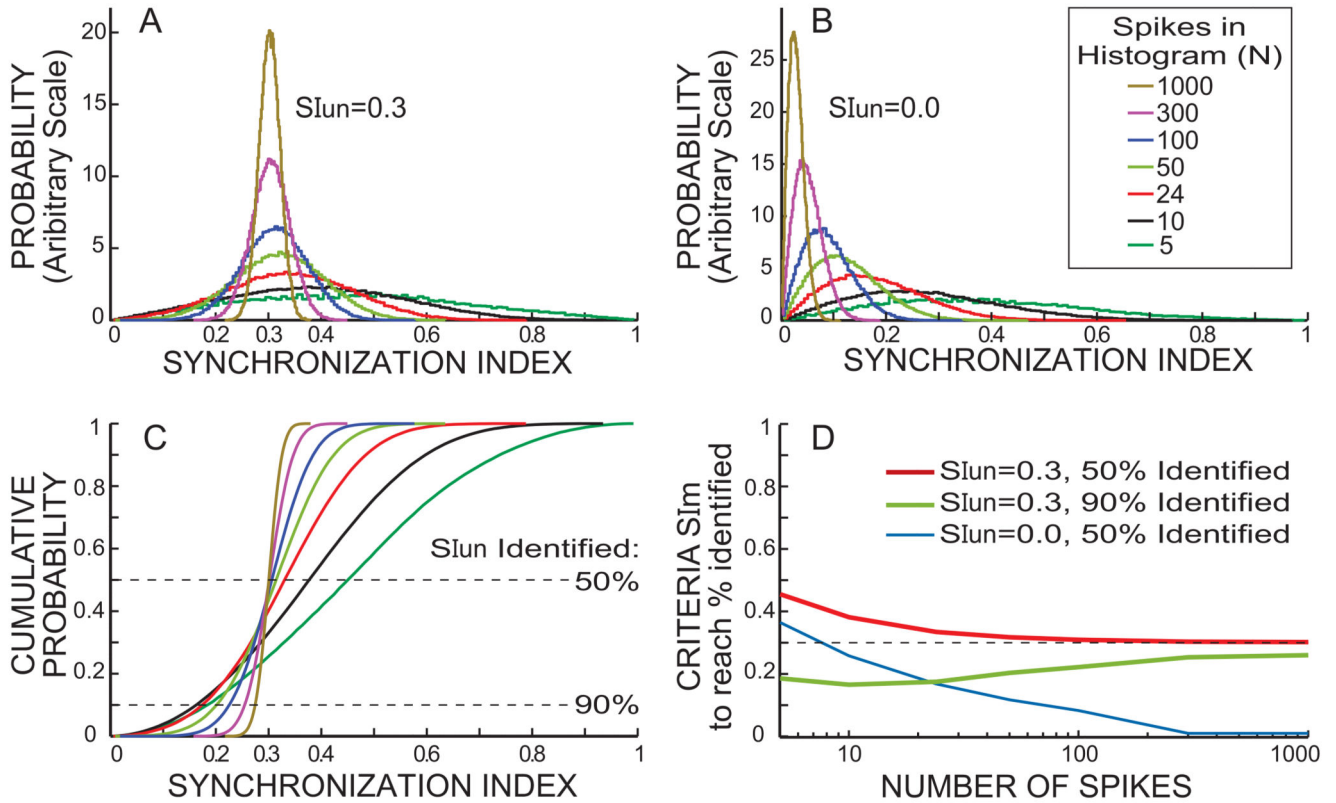 A
PROBABILITY
(Aribitrary Scale)
20
15
10
5
0
SIun=0.3
0
0.2
0.3
0.4
0.6
0.8
1
SYNCHRONIZATION INDEX
B
PROBABILITY
(Aribitrary Scale)
25
20
15
10
5
0
SIun=0.0
0
0.2
0.4
0.6
0.8
1
SYNCHRONIZATION INDEX
Spikes in
Histogram (N)
1000
300
100
50
24
10
5
C
CUMULATIVE
PROBABILITY
1
0.8
0.6
0.4
0.2
0
SIun Identified:
50%
90%
0
0.2
0.3
0.4
0.6
0.8
1
SYNCHRONIZATION INDEX
D
CRITERIA SIm
to reach % identified
1
0.8
0.6
0.4
0.2
0
SIun=0.3, 50% Identified
SIun=0.3, 90% Identified
SIun=0.0, 50% Identified
10
100
1000
NUMBER OF SPIKES